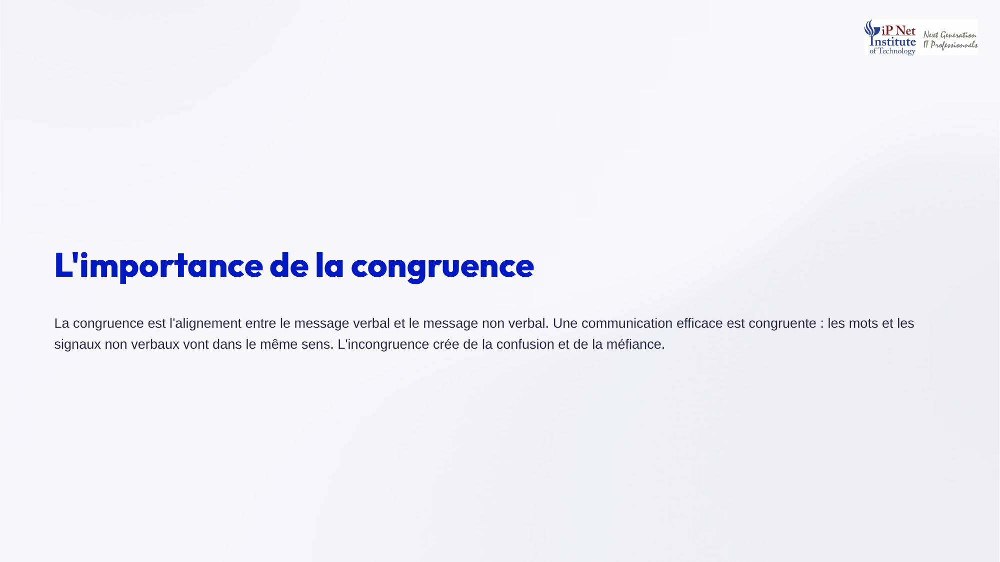 iP Net
Institute
of Technology
Next Generation
IT Professionnels
L'importance de la congruence
La congruence est l'alignement entre le message verbal et le message non verbal. Une communication efficace est congruente : les mots et les
signaux non verbaux vont dans le même sens. L'incongruence crée de la confusion et de la méfiance.